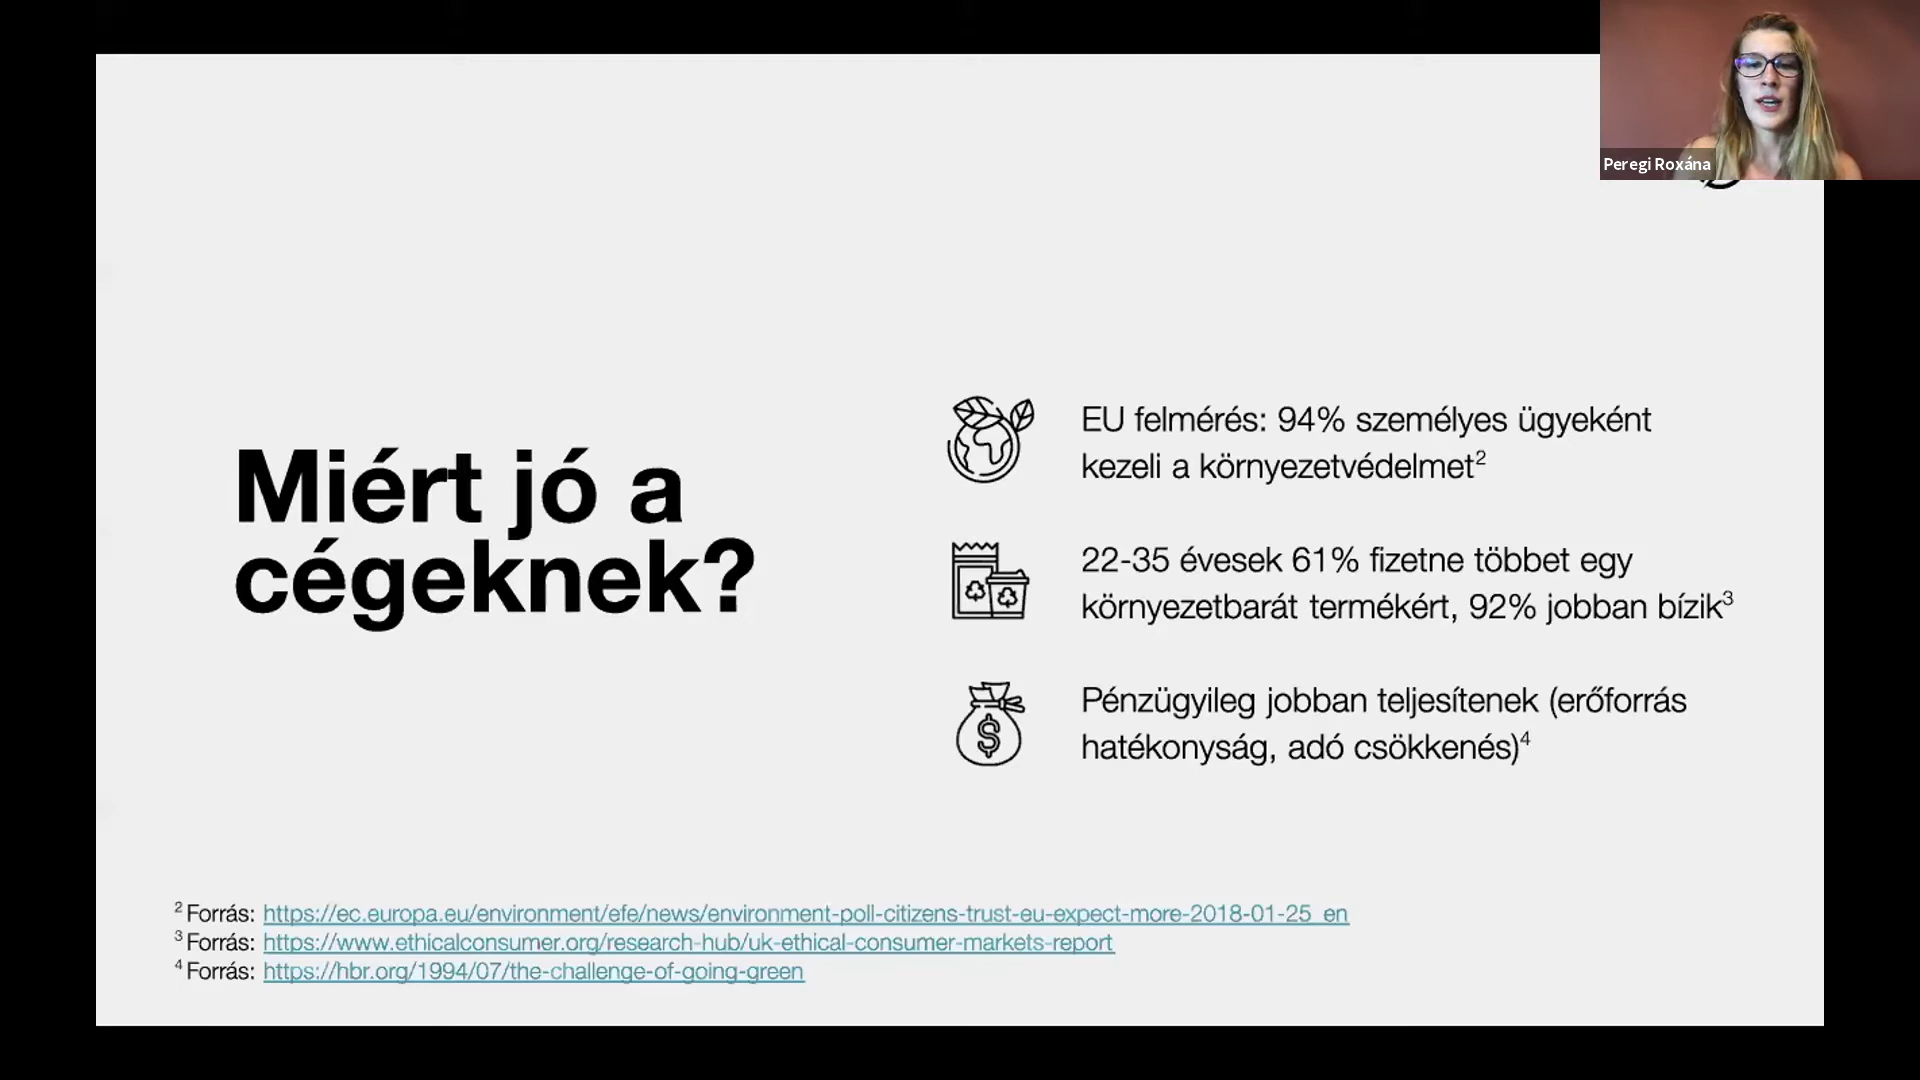 Peregi Roxána
Miért jó a
cégeknek?
EU felmérés: 94% személyes ügyeként
kezeli a környezetvédelmet²
22-35 évesek 61% fizetne többet egy
környezetbarát termékért, 92% jobban bízik³
Pénzügyileg jobban teljesítenek (erőforrás
hatékonyság, adó csökkenés)⁴
² Forrás: https://ec.europa.eu/environment/efe/news/environment-poll-citizens-trust-eu-expect-more-2018-01-25_en
³ Forrás: https://www.ethicalconsumer.org/research-hub/uk-ethical-consumer-markets-report
⁴ Forrás: https://hbr.org/1994/07/the-challenge-of-going-green